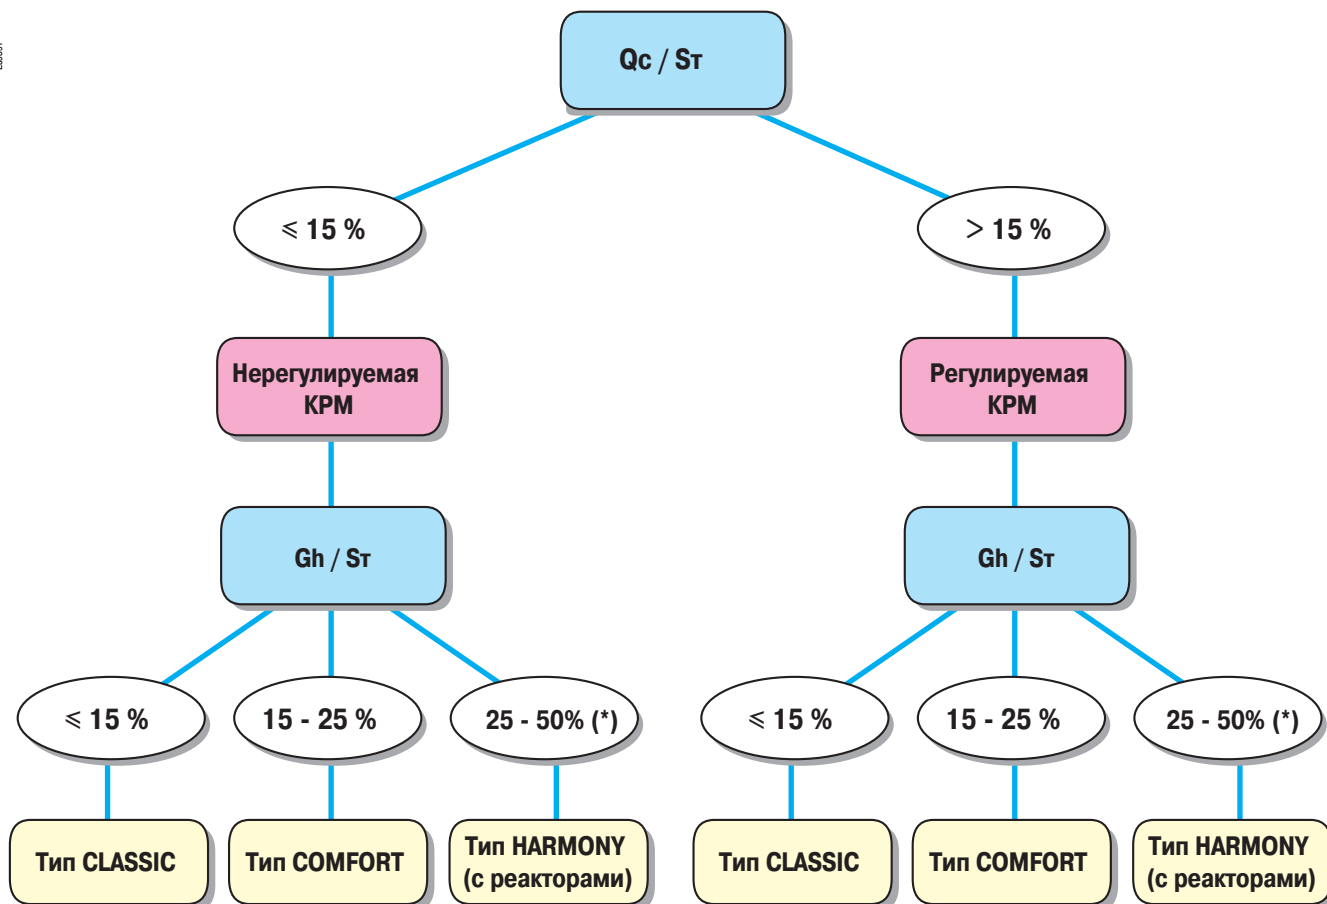 Qc / Sт
≤ 15 %
> 15 %
Нерегулируемая
КРМ
Регулируемая
КРМ
Gh / Sт
Gh / Sт
≤ 15 %
15 - 25 %
25 - 50% (*)
≤ 15 %
15 - 25 %
25 - 50% (*)
Тип CLASSIC
Тип COMFORT
Тип HARMONY
(с реакторами)
Тип CLASSIC
Тип COMFORT
Тип HARMONY
(с реакторами)